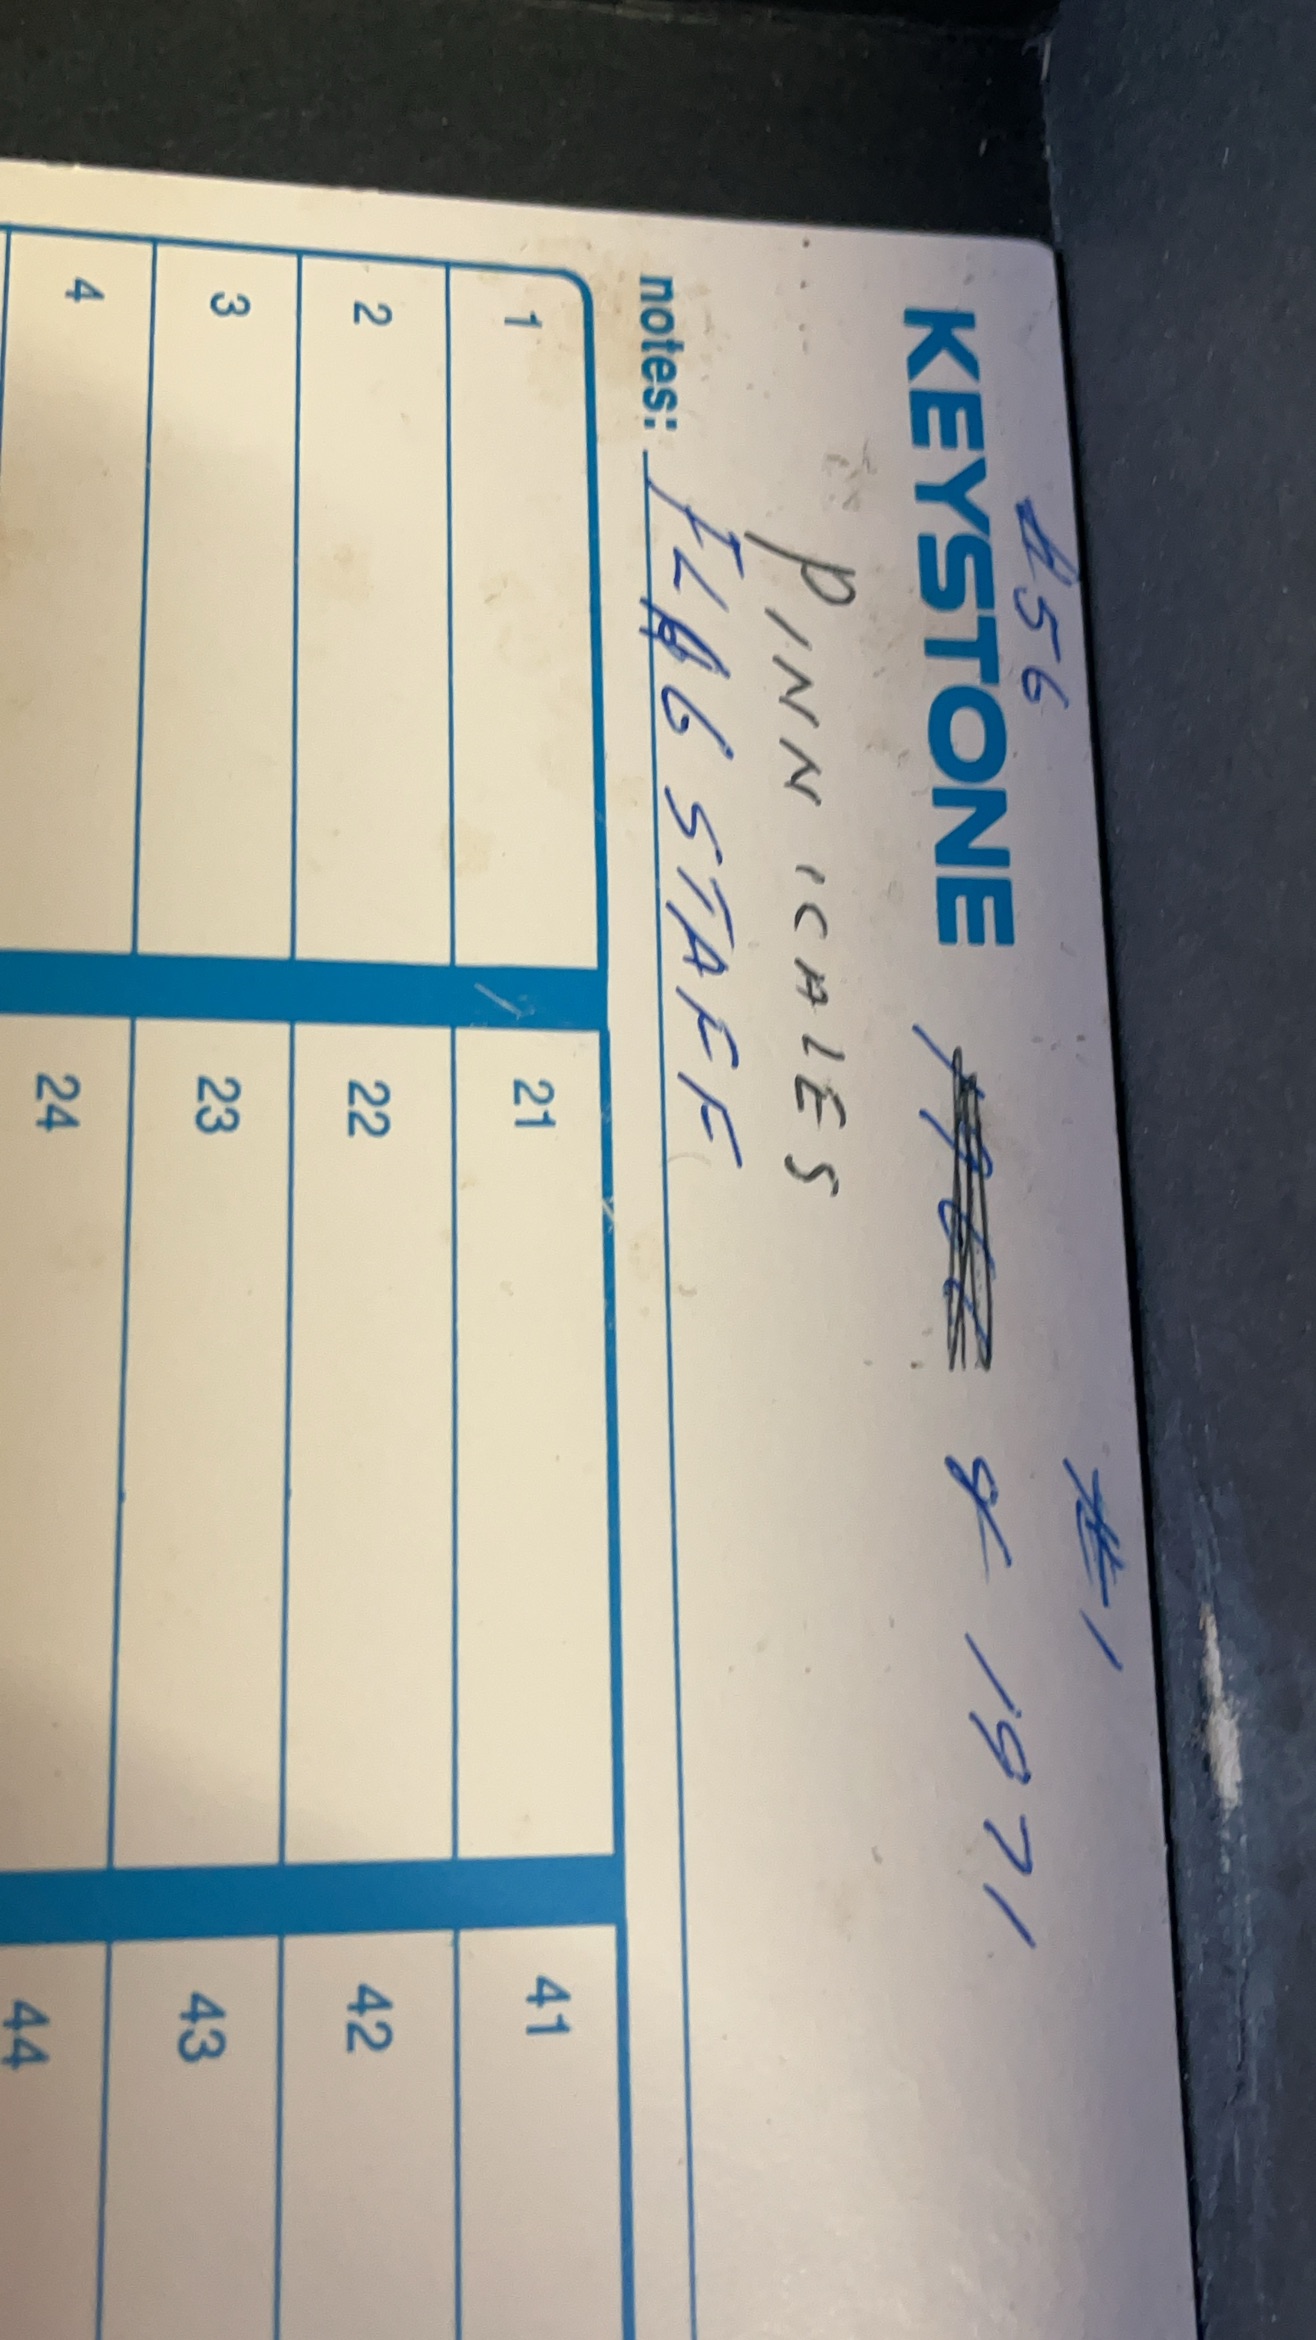 #1
256
KEYSTONE 8 1971
PINNICALES
notes: FLAGSTAFF
1 21 41
2 22 42
3 23 43
4 24 44